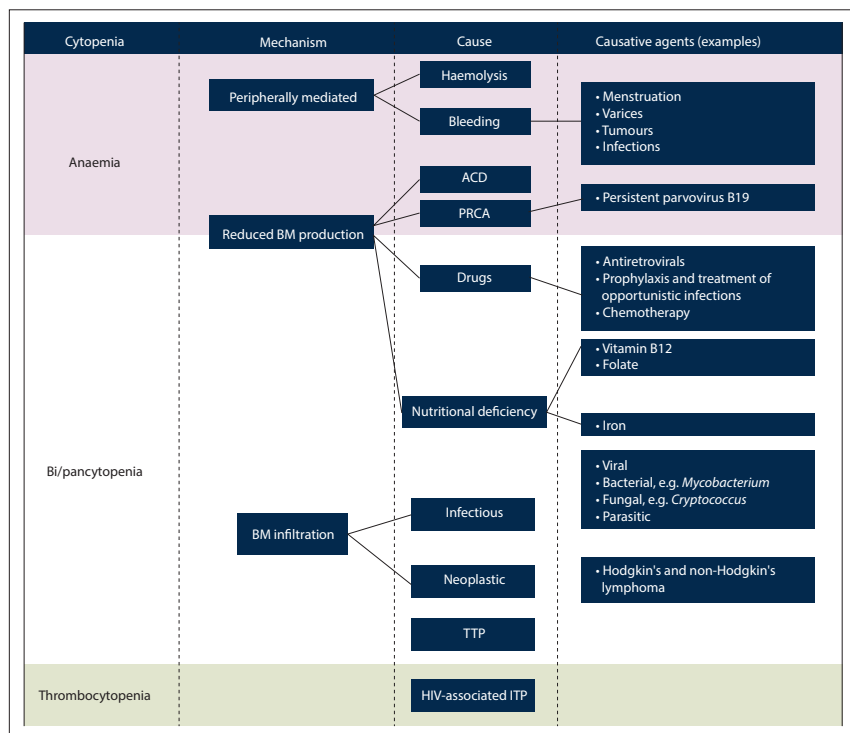 Cytopenia
Mechanism
Cause
Causative agents (examples)
Anaemia
Peripherally mediated
Haemolysis
Bleeding
• Menstruation
• Varices
• Tumours
• Infections
Reduced BM production
ACD
PRCA
• Persistent parvovirus B19
Bi/pancytopenia
Drugs
• Antiretrovirals
• Prophylaxis and treatment of
opportunistic infections
• Chemotherapy
Nutritional deficiency
• Vitamin B12
• Folate
• Iron
BM infiltration
Infectious
• Viral
• Bacterial, e.g. Mycobacterium
• Fungal, e.g. Cryptococcus
• Parasitic
Neoplastic
• Hodgkin's and non-Hodgkin's
lymphoma
TTP
Thrombocytopenia
HIV-associated ITP